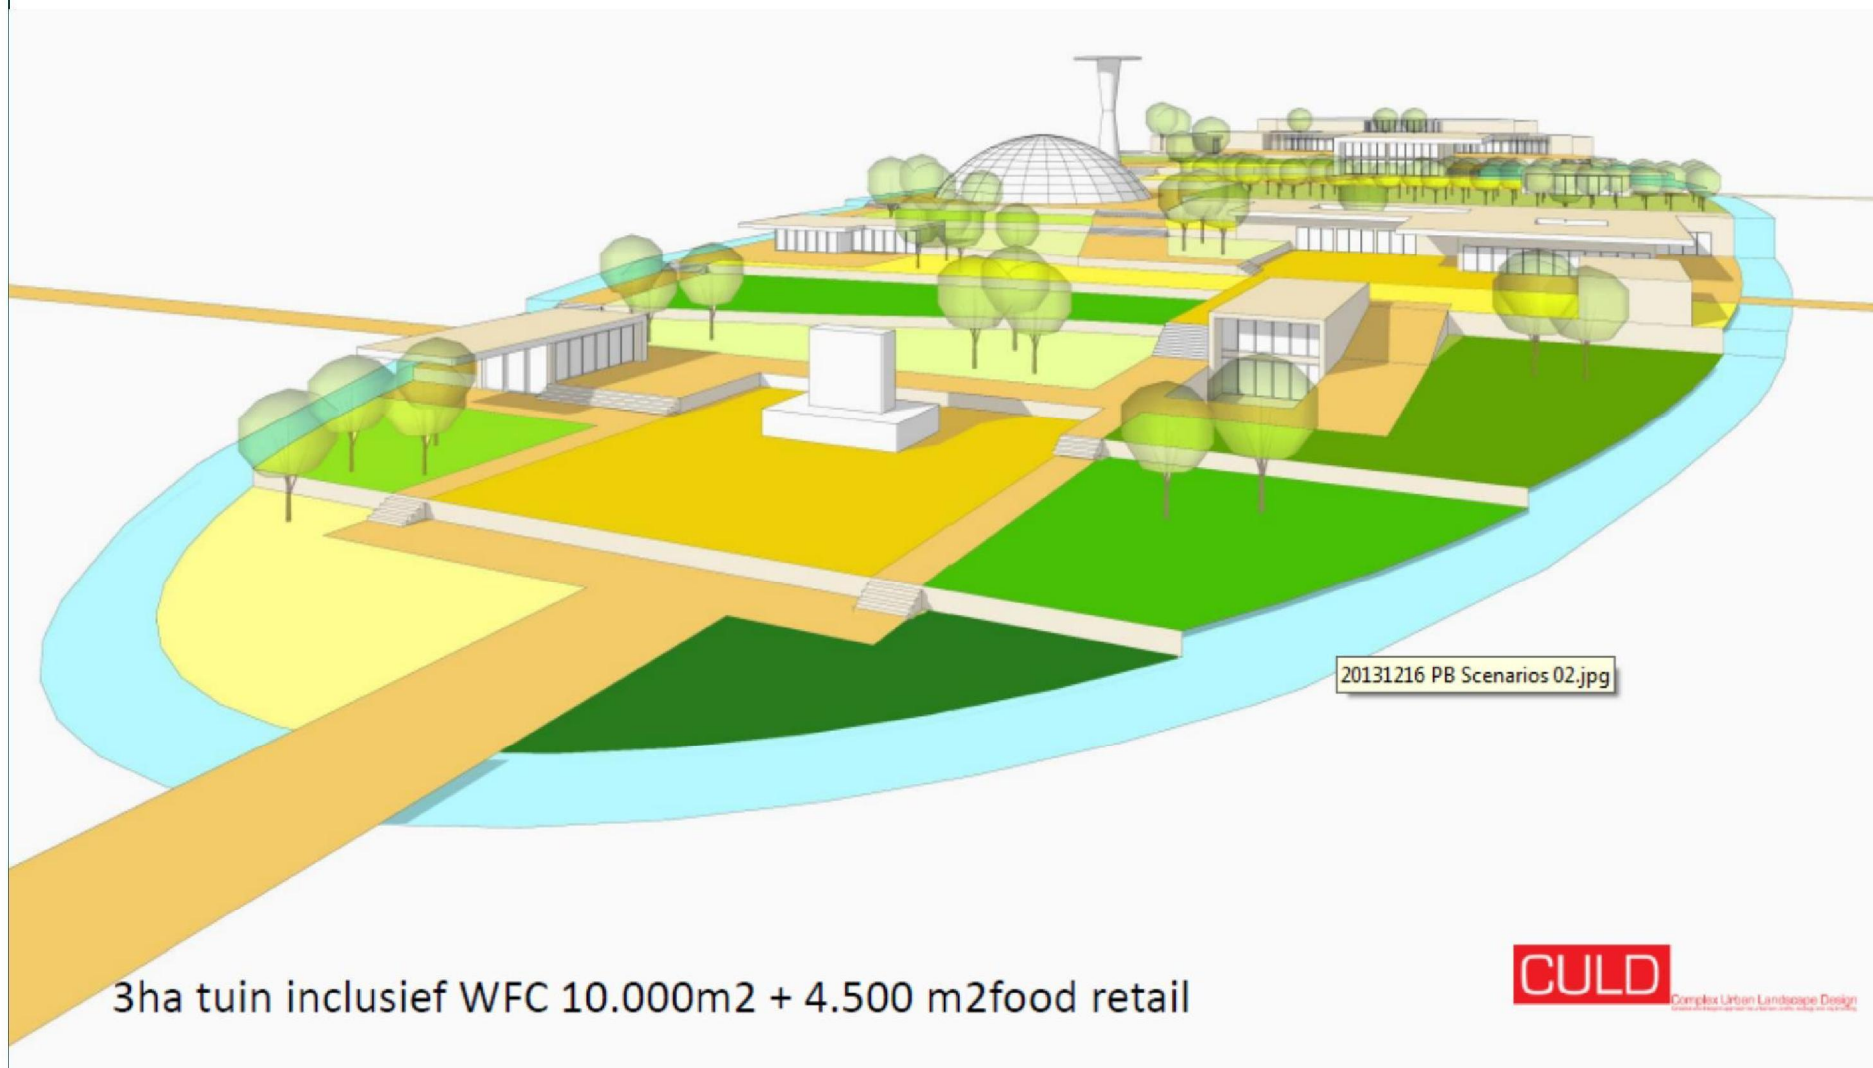 20131216 PB Scenarios 02.jpg
3ha tuin inclusief WFC 10.000m2 + 4.500 m2food retail
CULD
Complex Urban Landscape Design